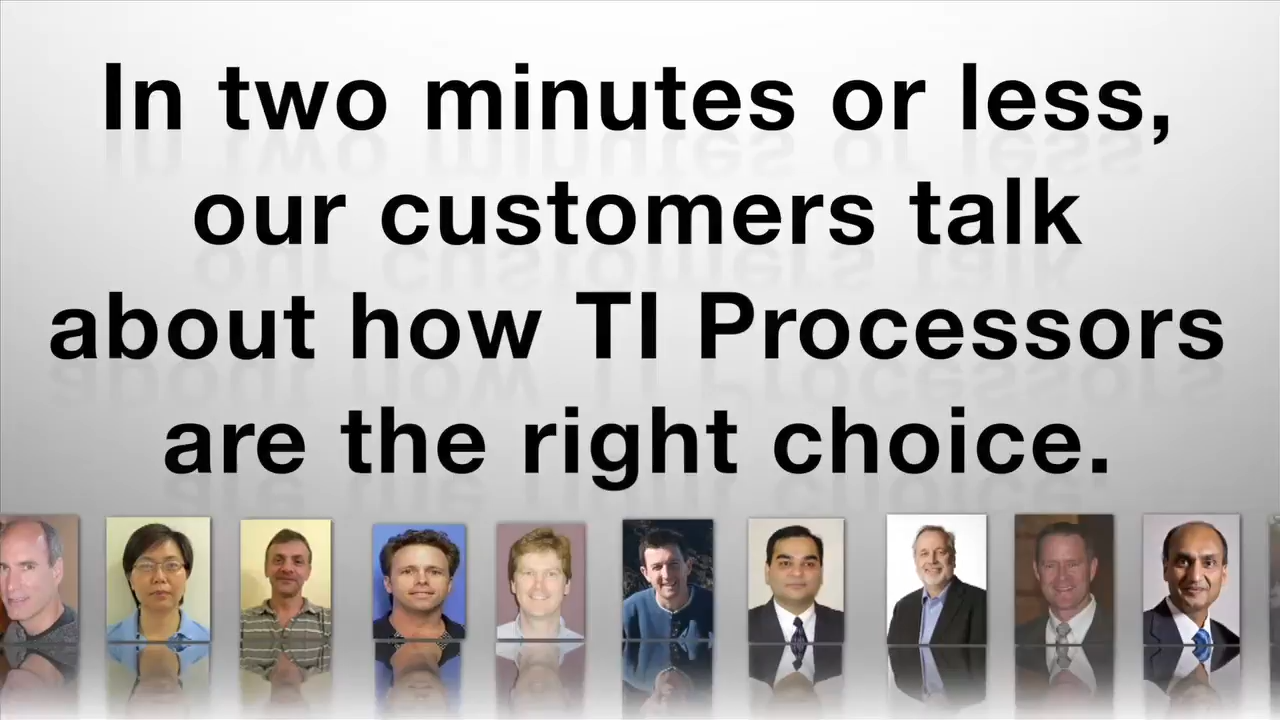 In two minutes or less,
our customers talk
about how TI Processors
are the right choice.